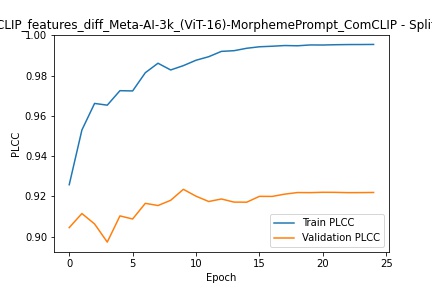 CLIP_features_diff_Meta-AI-3k_(ViT-16)-MorphemePrompt_ComCLIP - Split
1.00
0.98
0.96
0.94
0.92
0.90
PLCC
Train PLCC
Validation PLCC
0
5
10
15
20
25
Epoch